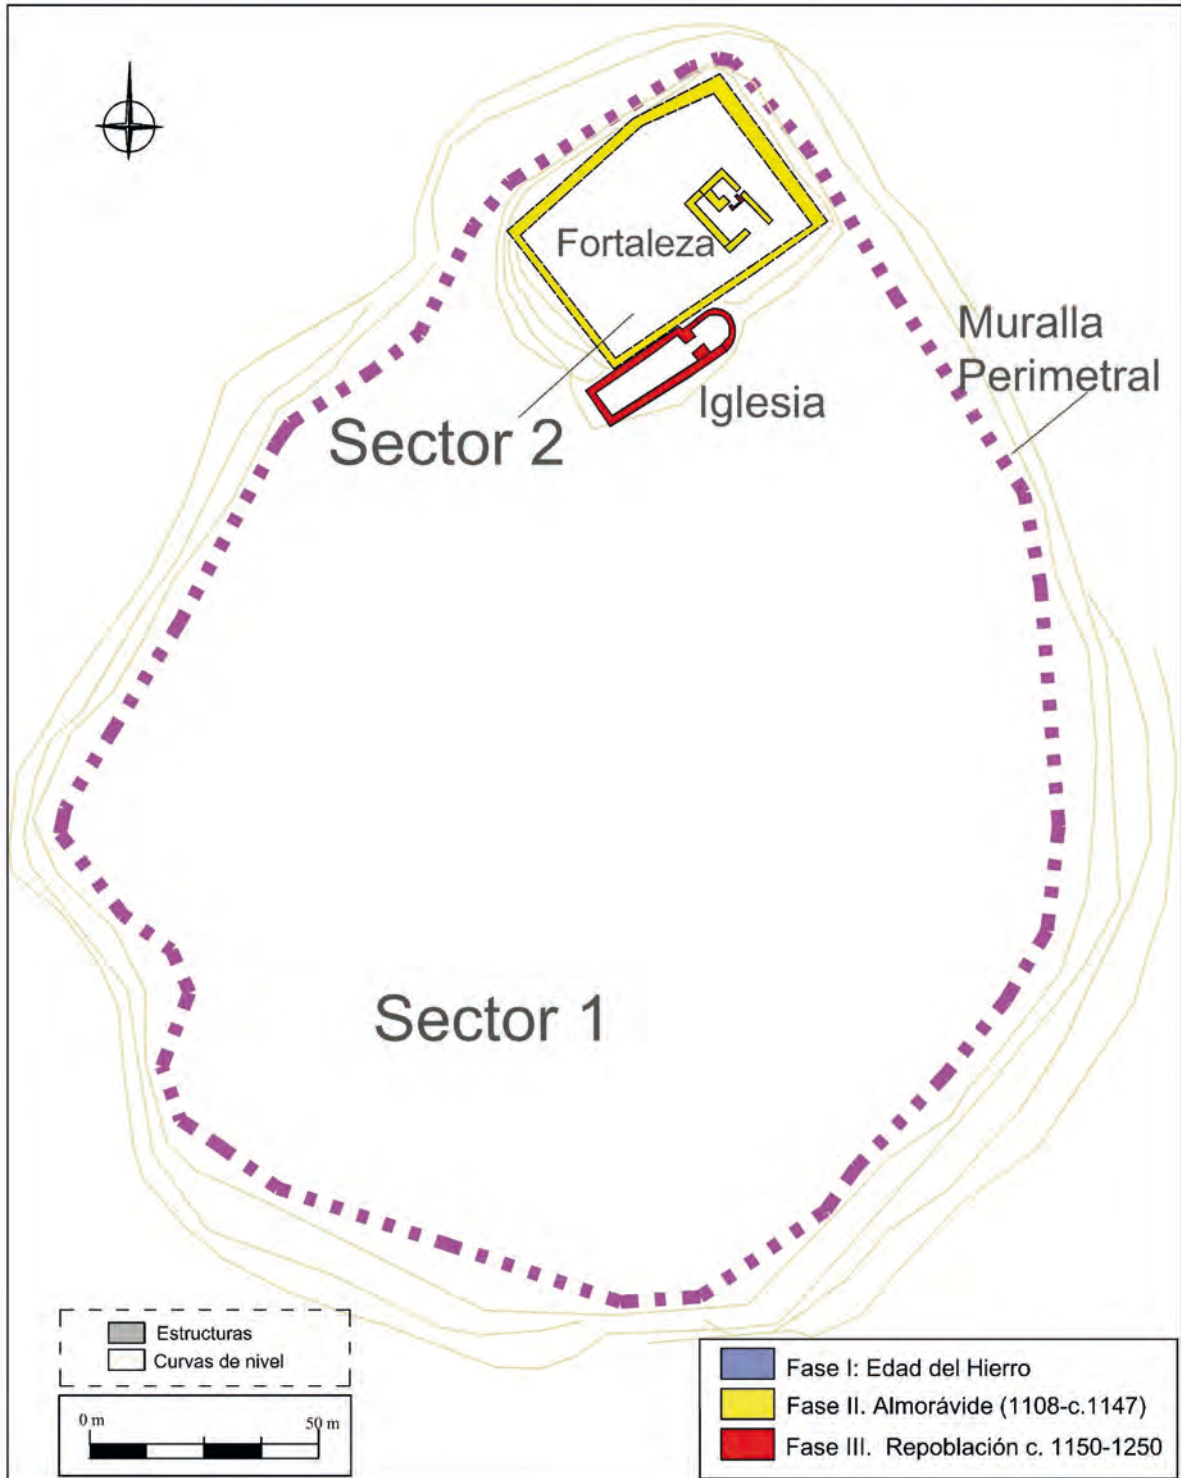 Fortaleza
Muralla
Perimetral
Iglesia
Sector 2
Sector 1
Estructuras
Curvas de nivel
0 m
50 m
Fase I: Edad del Hierro
Fase II. Almorávide (1108-c.1147)
Fase III. Repoblación c. 1150-1250